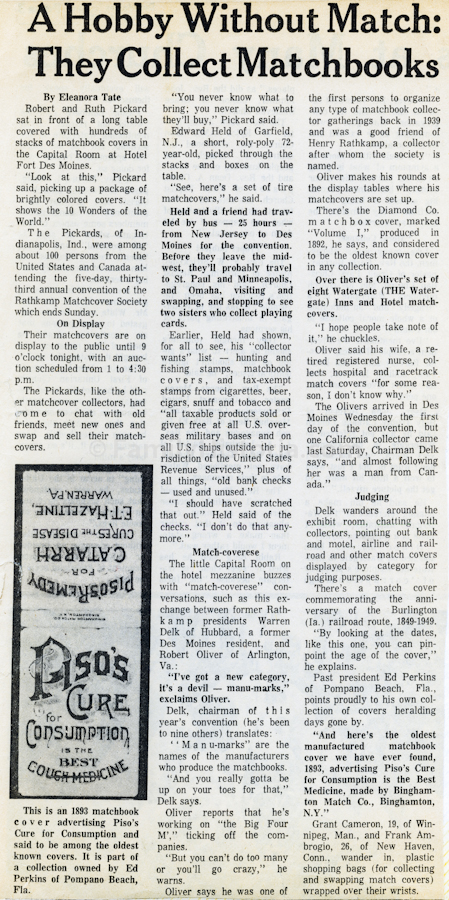 A Hobby Without Match:
They Collect Matchbooks
By Eleanora Tate
Robert and Ruth Pickard
sat in front of a long table
covered with hundreds of
stacks of matchbook covers in
the Capital Room at Hotel
Fort Des Moines.
"Look at this," Pickard
said, picking up a package of
brightly colored covers. "It
shows the 10 Wonders of the
World."
The Pickards, of In-
dianapolis, Ind., were among
about 100 persons from the
United States and Canada at-
tending the five-day, thirty-
third annual convention of the
Rathkamp Matchcover Society
which ends Sunday.
On Display
Their matchcovers are on
display to the public until 9
o'clock tonight, with an auc-
tion scheduled from 1 to 4:30
p.m.
The Pickards, like the oth-
er matchcover collectors, had
come to chat with old
friends, meet new ones and
swap and sell their match-
covers.
WARREN,PA.
E.T.HAZELTINE,
CURES THE DISEASE
CATARRH
FOR
PISO'S REMEDY
PISO'S
CURE
for
CONSUMPTION
IS THE
BEST
COUGH-MEDICINE
This is an 1893 matchbook
cover advertising Piso's
Cure for Consumption and
said to be among the oldest
known covers. It is part of
a collection owned by Ed
Perkins of Pompano Beach,
Fla.
"You never know what to
bring; you never know what
they'll buy," Pickard said.
Edward Held of Garfield,
N.J., a short, roly-poly 72-
year-old, picked through the
stacks and boxes on the
table.
"See, here's a set of tire
matchcovers," he said.
Held and a friend had trav-
eled by bus — 25 hours —
from New Jersey to Des
Moines for the convention.
Before they leave the mid-
west, they'll probably travel
to St. Paul and Minneapolis,
and Omaha, visiting and
swapping, and stopping to see
two sisters who collect playing
cards.
Earlier, Held had shown,
for all to see, his "collector
wants" list — hunting and
fishing stamps, matchbook
covers, and tax-exempt
stamps from cigarettes, beer,
cigars, snuff and tobacco and
"all taxable products sold or
given free at all U.S. over-
seas military bases and on
all U.S. ships outside the ju-
risdiction of the United States
Revenue Services," plus of
all things, "old bank checks
— used and unused."
"I should have scratched
that out." Held said of the
checks. "I don't do that any-
more."
Match-coverese
The little Capital Room on
the hotel mezzanine buzzes
with "match-coverese" con-
versations, such as this ex-
change between former Rath-
kamp presidents Warren
Delk of Hubbard, a former
Des Moines resident, and
Robert Oliver of Arlington,
Va.:
"I've got a new category,
it's a devil — manu-marks,"
exclaims Oliver.
Delk, chairman of this
year's convention (he's been
to nine others) translates:
''Manu-marks" are the
names of the manufacturers
who produce the matchbooks.
"And you really gotta be
up on your toes for that,"
Delk says.
Oliver reports that he's
working on "the Big Four
M'," ticking off the com-
panies.
"But you can't do too many
or you'll go crazy," he
warns.
Oliver says he was one of
the first persons to organize
any type of matchbook collec-
tor gatherings back in 1939
and was a good friend of
Henry Rathkamp, a collector
after whom the society is
named.
Oliver makes his rounds at
the display tables where his
matchcovers are set up.
There's the Diamond Co.
matchbox cover, marked
"Volume I," produced in
1892, he says, and considered
to be the oldest known cover
in any collection.
Over there is Oliver's set of
eight Watergate (THE Water-
gate) Inns and Hotel match-
covers.
"I hope people take note of
it," he chuckles.
Oliver said his wife, a re-
tired registered nurse, col-
lects hospital and racetrack
match covers "for some rea-
son, I don't know why."
The Olivers arrived in Des
Moines Wednesday the first
day of the convention, but
one California collector came
last Saturday, Chairman Delk
says, "and almost following
her was a man from Can-
ada."
Judging
Delk wanders around the
exhibit room, chatting with
collectors, pointing out bank
and motel, airline and rail-
road and other match covers
displayed by category for
judging purposes.
There's a match cover
commemorating the anni-
versary of the Burlington
(Ia.) railroad route, 1849-1949.
"By looking at the dates,
like this one, you can pin-
point the age of the cover,"
he explains.
Past president Ed Perkins
of Pompano Beach, Fla.,
points proudly to his own col-
lection of covers heralding
days gone by.
"And here's the oldest
manufactured matchbook
cover we have ever found,
1893, advertising Piso's Cure
for Consumption is the Best
Medicine, made by Bingham-
ton Match Co., Binghamton,
N.Y."
Grant Cameron, 19, of Win-
nipeg, Man., and Frank Am-
brogio, 26, of New Haven,
Conn., wander in, plastic
shopping bags (for collecting
and swapping match covers)
wrapped over their wrists.